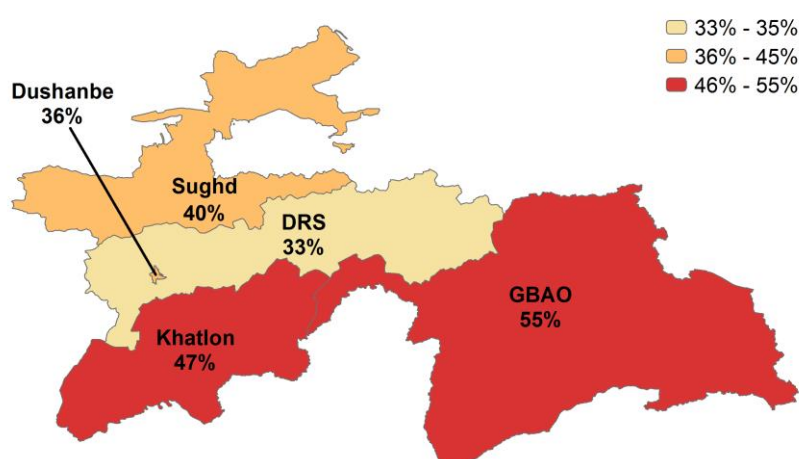 33% - 35%
36% - 45%
46% - 55%
Dushanbe
36%
Sughd
40%
DRS
33%
GBAO
55%
Khatlon
47%